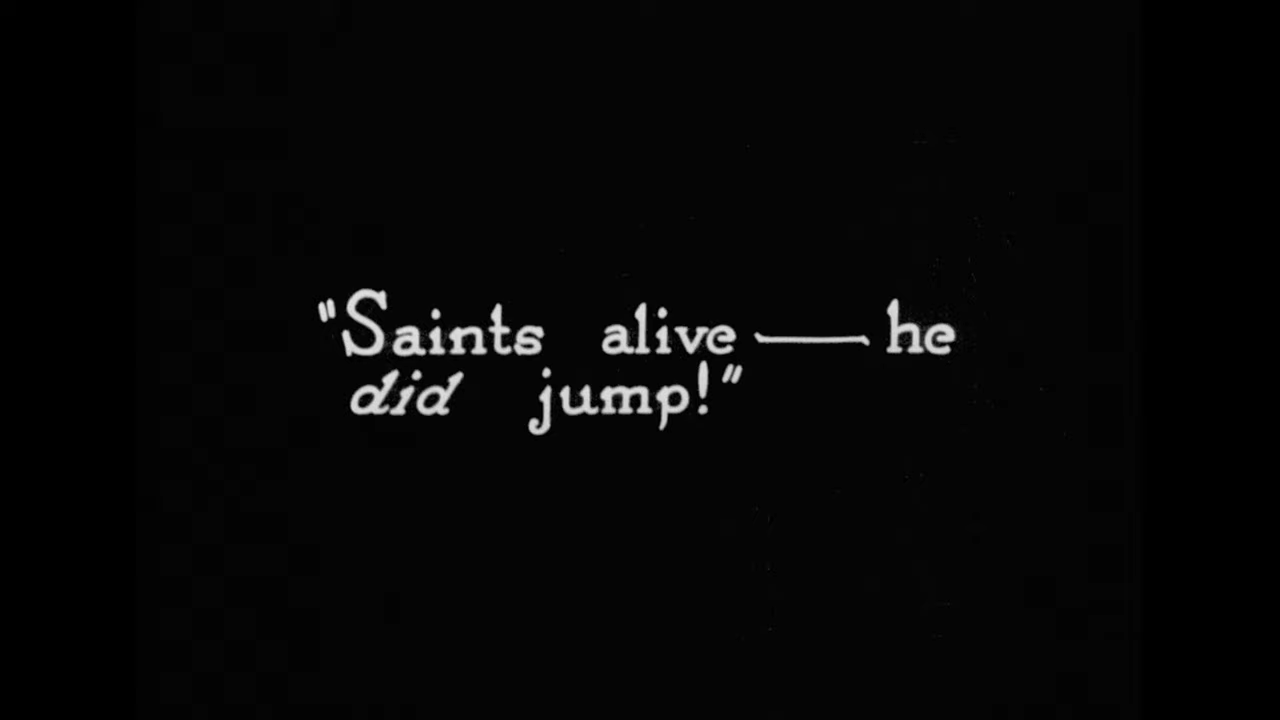 "Saints alive — he
did jump!"